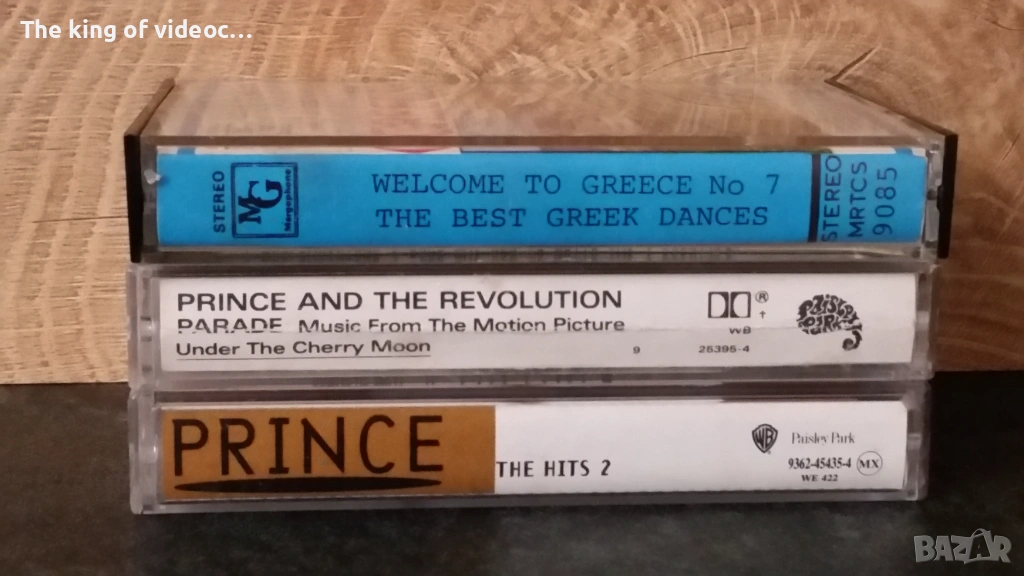 The king of videoc...
STEREO
MG
Megaphone
WELCOME TO GREECE No 7
THE BEST GREEK DANCES
STEREO
MRTCS
9085
PRINCE AND THE REVOLUTION
PARADE Music From The Motion Picture
Under The Cherry Moon
9 25395-4
®
†
WB
Paisley Park
PRINCE
THE HITS 2
WB
Paisley Park
9362-45435-4 MX
WE 422
BAZAR